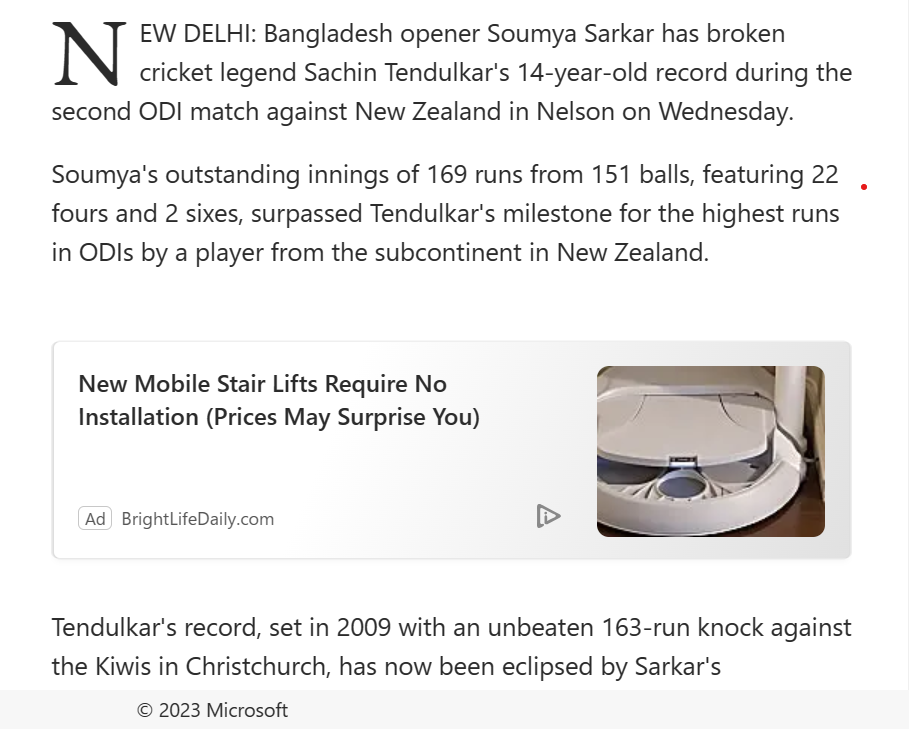 NEW DELHI: Bangladesh opener Soumya Sarkar has broken
cricket legend Sachin Tendulkar's 14-year-old record during the
second ODI match against New Zealand in Nelson on Wednesday.
Soumya's outstanding innings of 169 runs from 151 balls, featuring 22
fours and 2 sixes, surpassed Tendulkar's milestone for the highest runs
in ODIs by a player from the subcontinent in New Zealand.
New Mobile Stair Lifts Require No
Installation (Prices May Surprise You)
Ad BrightLifeDaily.com
Tendulkar's record, set in 2009 with an unbeaten 163-run knock against
the Kiwis in Christchurch, has now been eclipsed by Sarkar's
© 2023 Microsoft